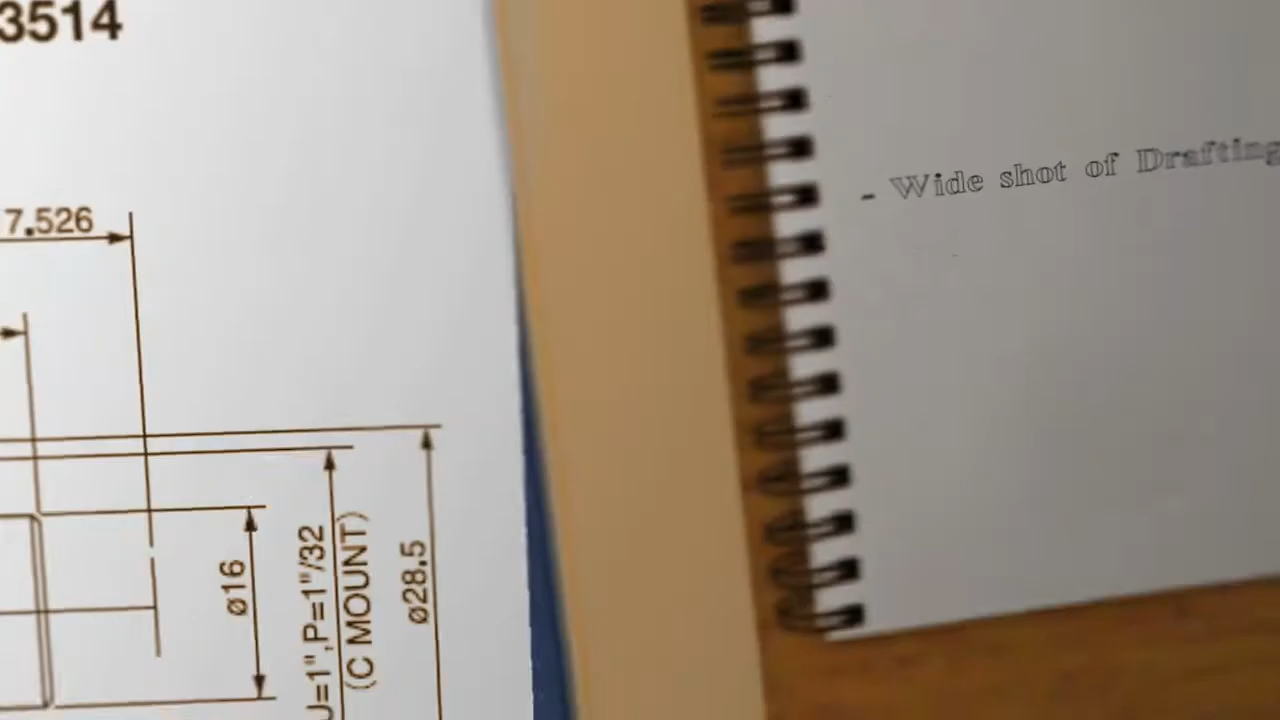 3514
7.526
ø16
U=1",P=1"/32
(C MOUNT)
ø28.5
- Wide shot of Drafting